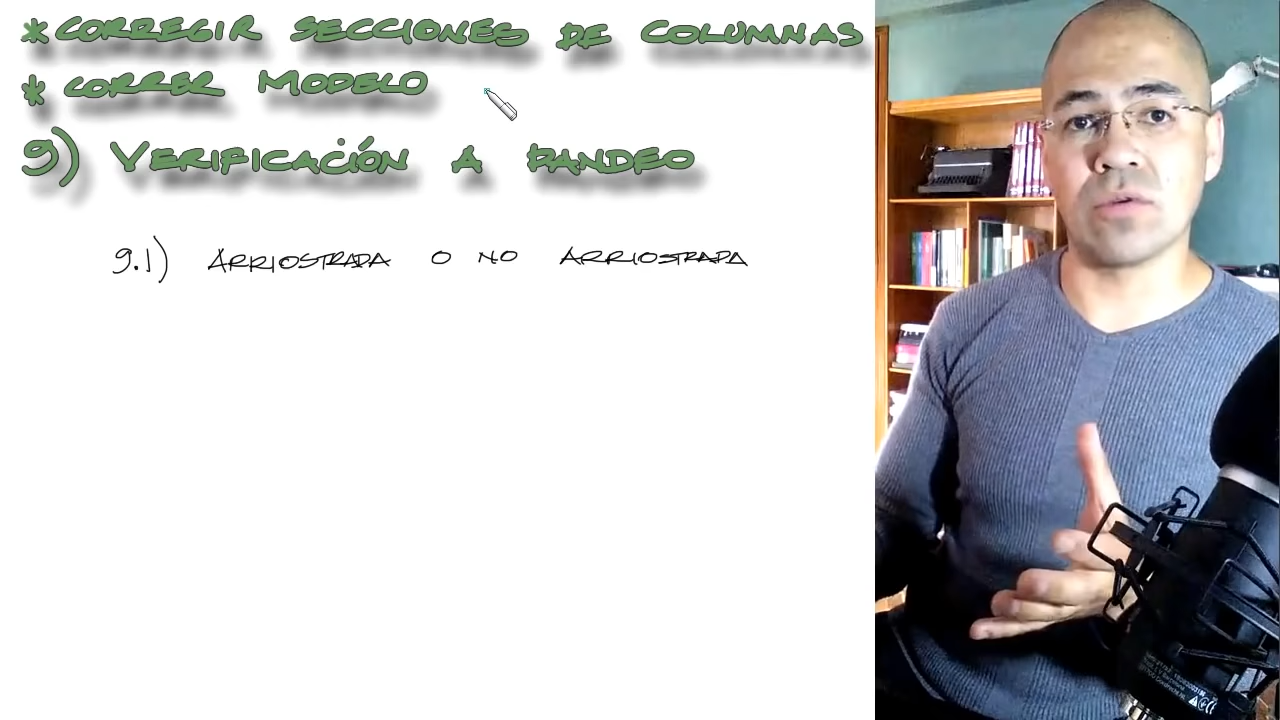 * CORREGIR SECCIONES DE COLUMNAS
* CORRER MODELO
9) VERIFICACIÓN A PANDEO
9.1) ARRIOSTRADA O NO ARRIOSTRADA